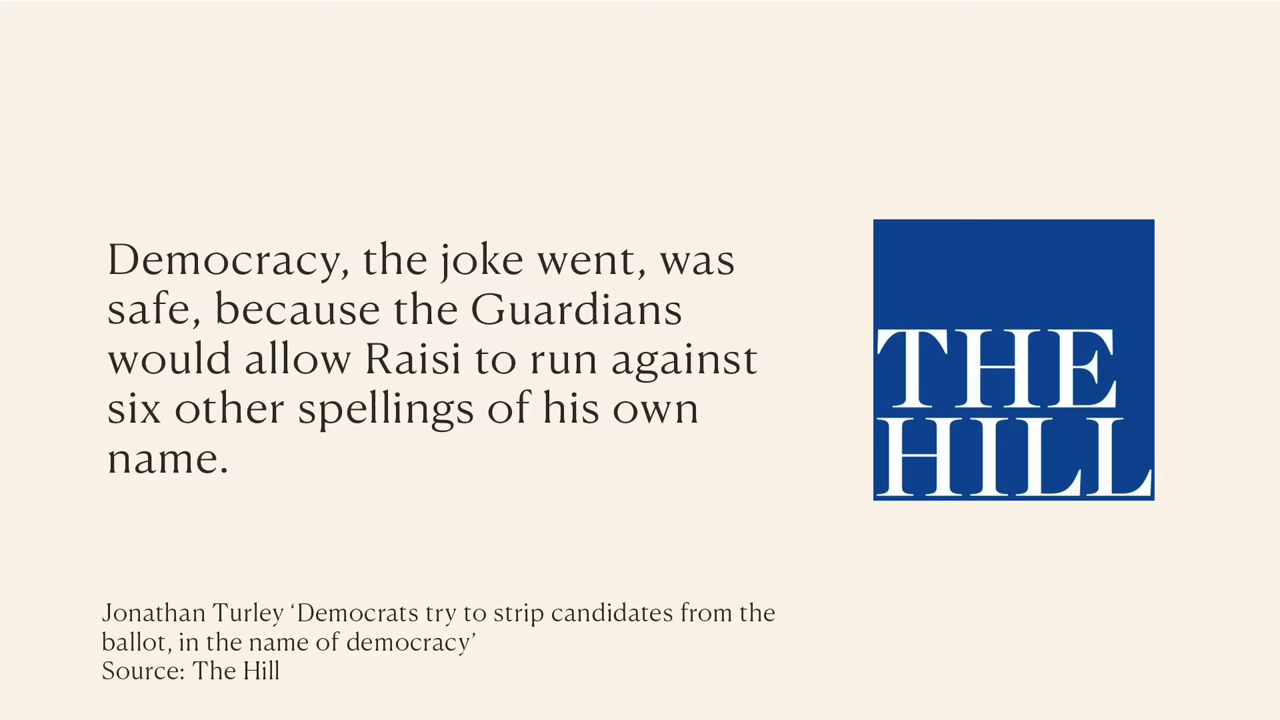 Democracy, the joke went, was
safe, because the Guardians
would allow Raisi to run against
six other spellings of his own
name.
THE
HILL
Jonathan Turley ‘Democrats try to strip candidates from the
ballot, in the name of democracy’
Source: The Hill